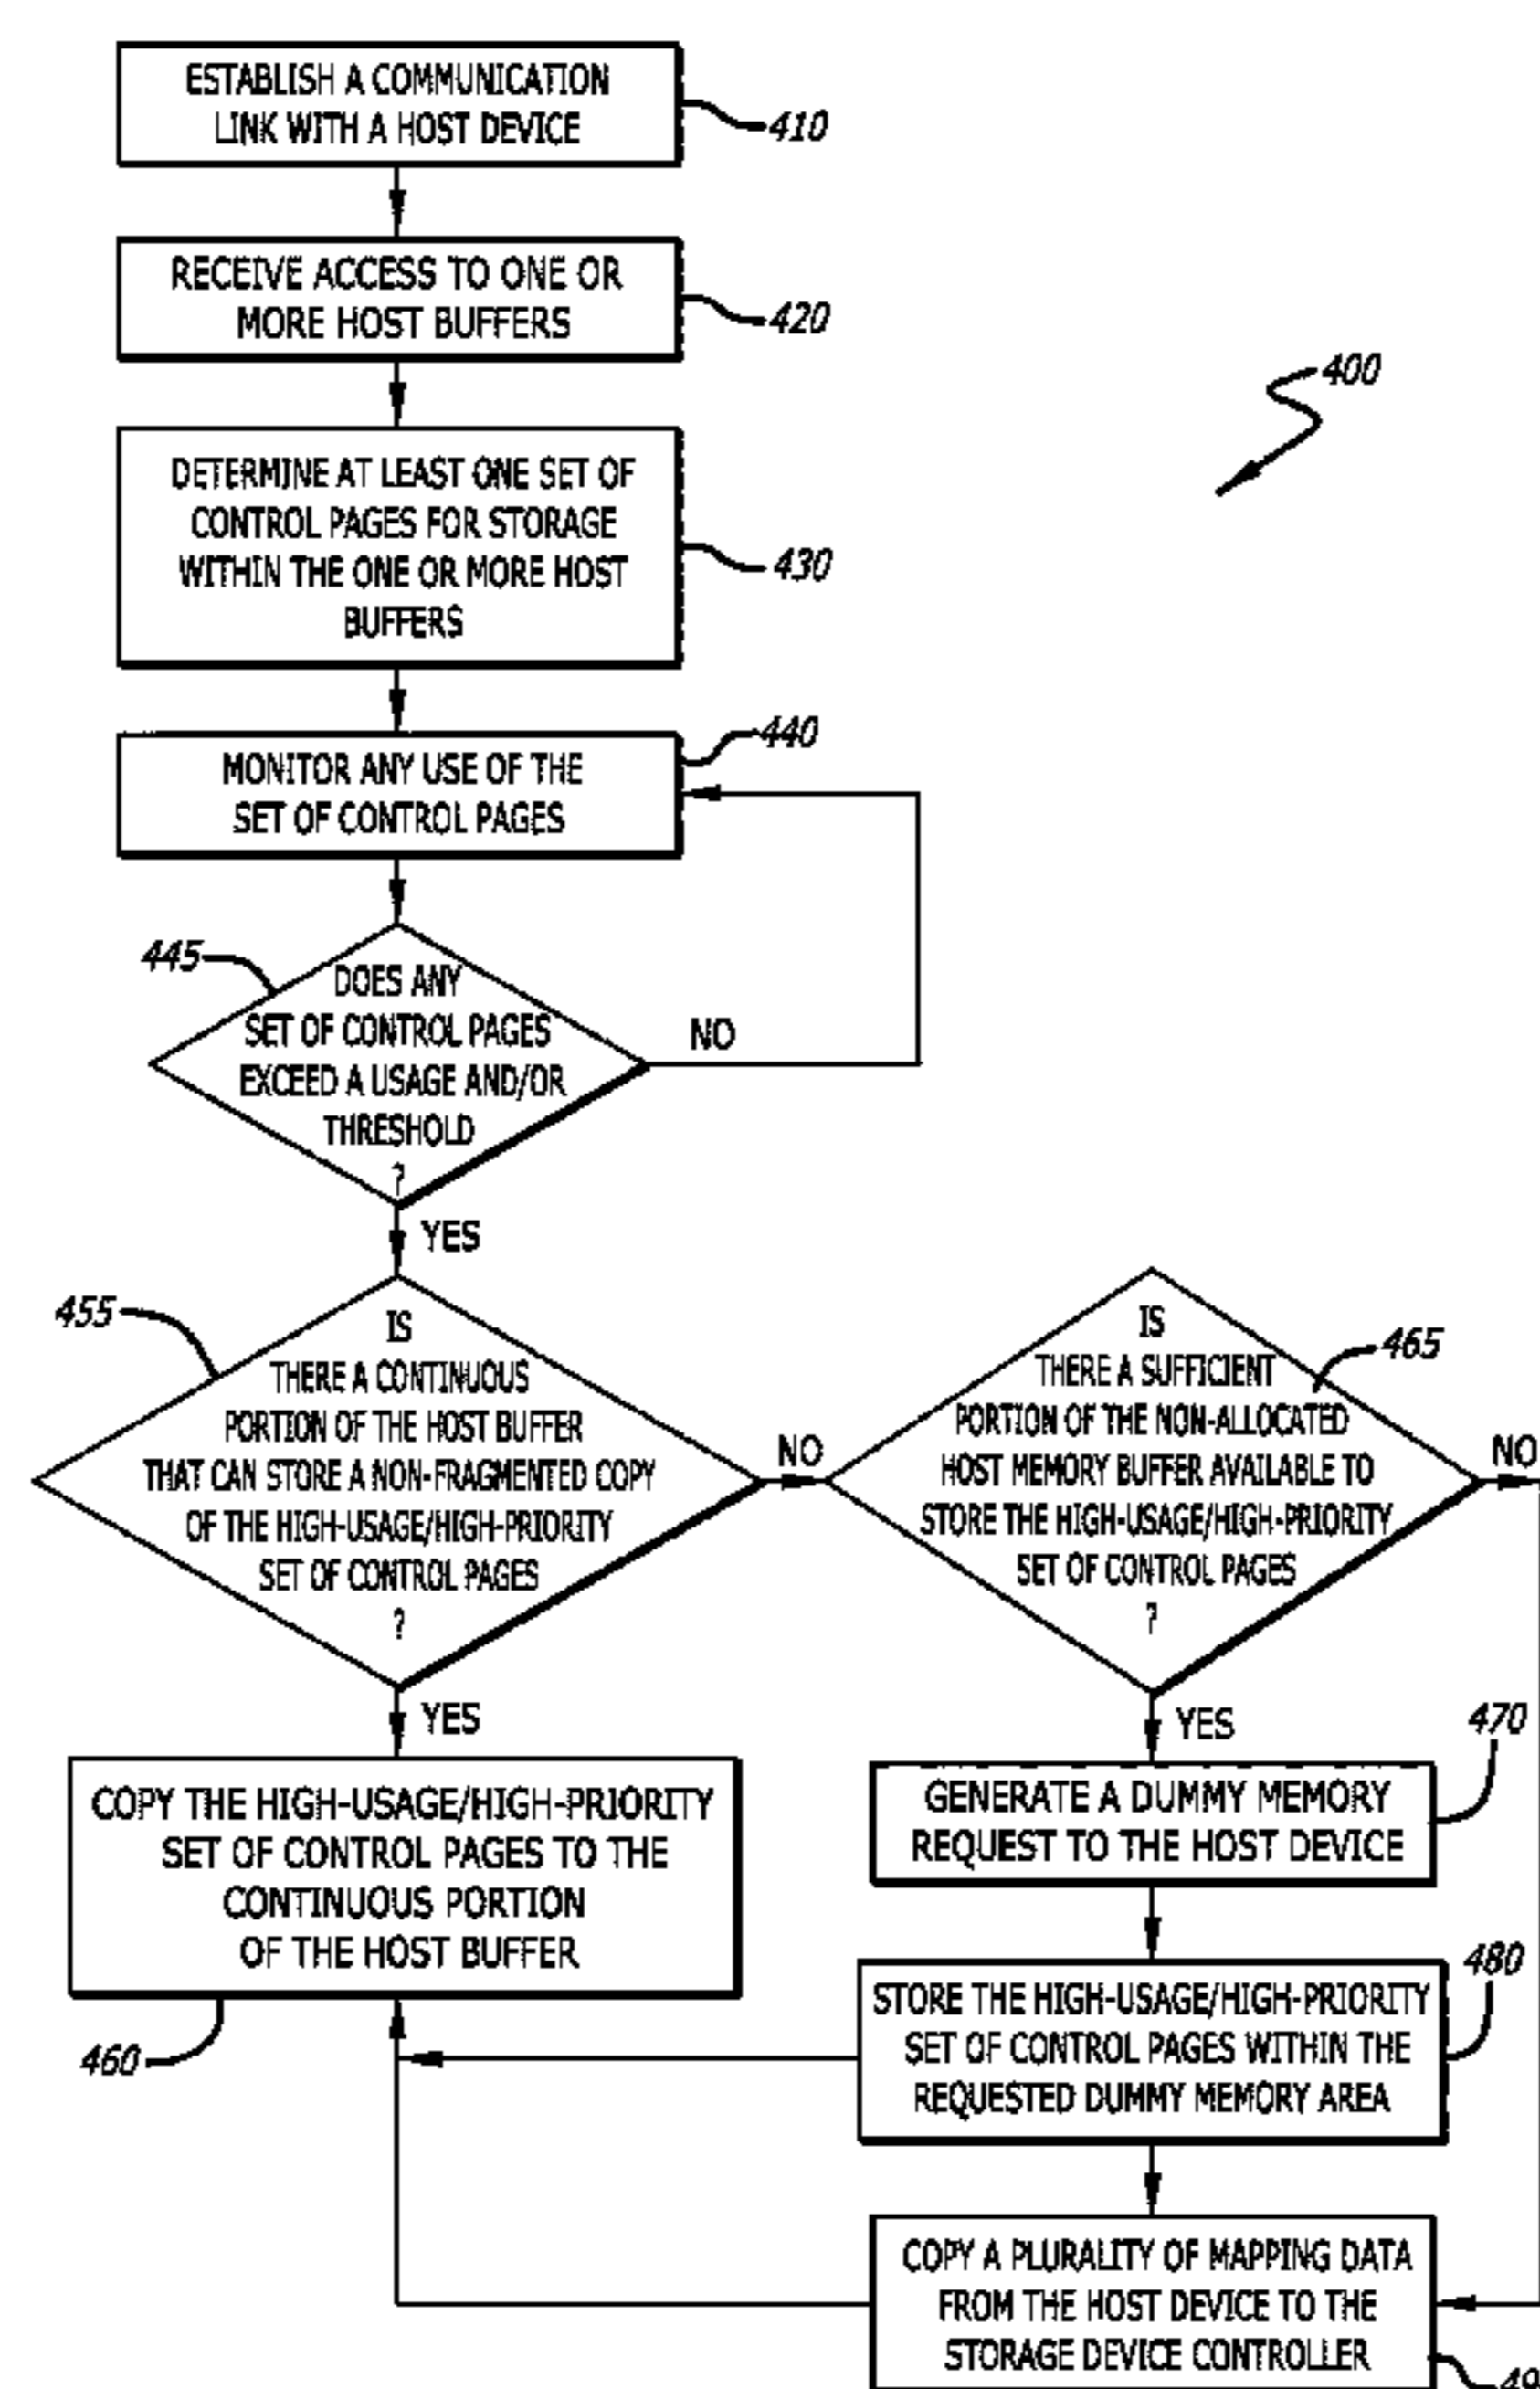 ESTABLISH A COMMUNICATION
LINK WITH A HOST DEVICE
410
RECEIVE ACCESS TO ONE OR
MORE HOST BUFFERS
420
400
DETERMINE AT LEAST ONE SET OF
CONTROL PAGES FOR STORAGE
WITHIN THE ONE OR MORE HOST
BUFFERS
430
440
MONITOR ANY USE OF THE
SET OF CONTROL PAGES
445
DOES ANY
SET OF CONTROL PAGES
EXCEED A USAGE AND/OR
THRESHOLD
?
NO
YES
455
IS
THERE A CONTINUOUS
PORTION OF THE HOST BUFFER
THAT CAN STORE A NON-FRAGMENTED COPY
OF THE HIGH-USAGE/HIGH-PRIORITY
SET OF CONTROL PAGES
?
NO
YES
465
IS
THERE A SUFFICIENT
PORTION OF THE NON-ALLOCATED
HOST MEMORY BUFFER AVAILABLE TO
STORE THE HIGH-USAGE/HIGH-PRIORITY
SET OF CONTROL PAGES
?
NO
YES
COPY THE HIGH-USAGE/HIGH-PRIORITY
SET OF CONTROL PAGES TO THE
CONTINUOUS PORTION
OF THE HOST BUFFER
460
470
GENERATE A DUMMY MEMORY
REQUEST TO THE HOST DEVICE
480
STORE THE HIGH-USAGE/HIGH-PRIORITY
SET OF CONTROL PAGES WITHIN THE
REQUESTED DUMMY MEMORY AREA
COPY A PLURALITY OF MAPPING DATA
FROM THE HOST DEVICE TO THE
STORAGE DEVICE CONTROLLER